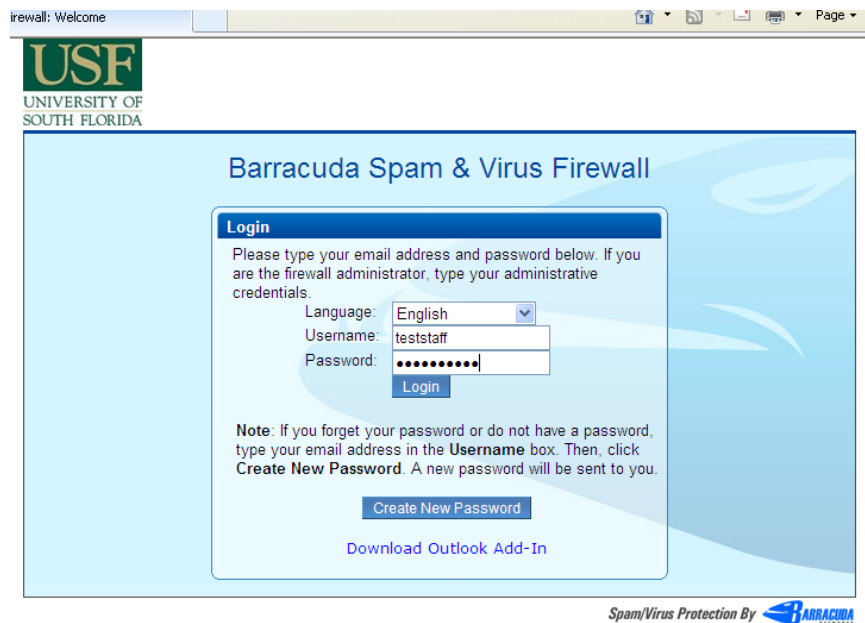 irewall: Welcome
Page
USF
UNIVERSITY OF
SOUTH FLORIDA
Barracuda Spam & Virus Firewall
Login
Please type your email address and password below. If you
are the firewall administrator, type your administrative
credentials.
Language: English
Username: teststaff
Password: ••••••••••
Login
Note: If you forget your password or do not have a password,
type your email address in the Username box. Then, click
Create New Password. A new password will be sent to you.
Create New Password
Download Outlook Add-In
Spam/Virus Protection By BARRACUDA